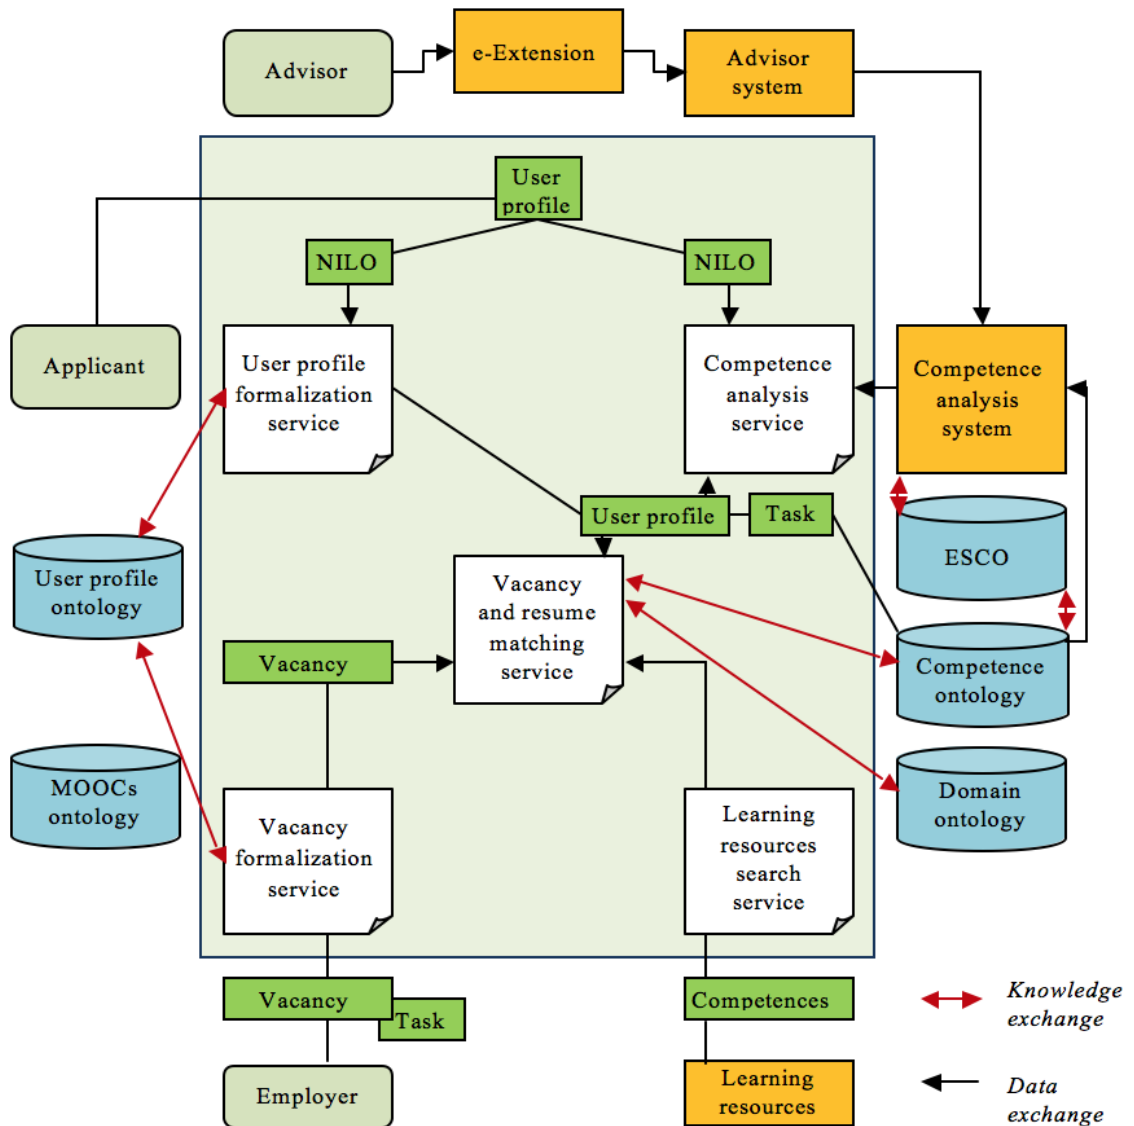 Advisor
e-Extension
Advisor
system
User
profile
NILO
NILO
Applicant
User profile
formalization
service
Competence
analysis
service
Competence
analysis
system
User profile
Task
ESCO
User profile
ontology
Vacancy
and resume
matching
service
Vacancy
Competence
ontology
MOOCs
ontology
Vacancy
formalization
service
Learning
resources
search
service
Domain
ontology
Vacancy
Task
Competences
Knowledge
exchange
Employer
Learning
resources
Data
exchange